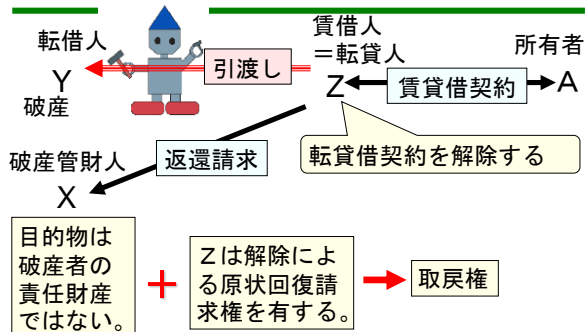 転借人
Y
破産
引渡し
賃借人
＝転貸人
Z
賃貸借契約
所有者
A
転貸借契約を解除する
返還請求
破産管財人
X
目的物は
破産者の
責任財産
ではない。
＋
Ｚは解除によ
る原状回復請
求権を有する。
取戻権